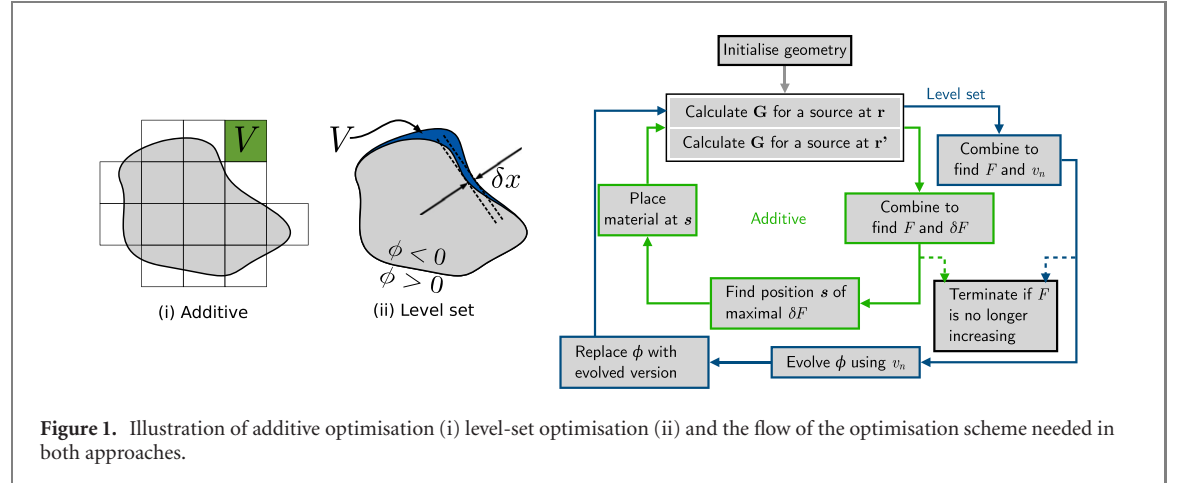 V
(i) Additive
V
δx
ϕ < 0
ϕ > 0
(ii) Level set
Initialise geometry
Calculate G for a source at r
Calculate G for a source at r’
Level set
Combine to
find F and vₙ
Place
material at s
Additive
Combine to
find F and δF
Find position s of
maximal δF
Terminate if F
is no longer
increasing
Replace ϕ with
evolved version
Evolve ϕ using vₙ
Figure 1. Illustration of additive optimisation (i) level-set optimisation (ii) and the flow of the optimisation scheme needed in
both approaches.